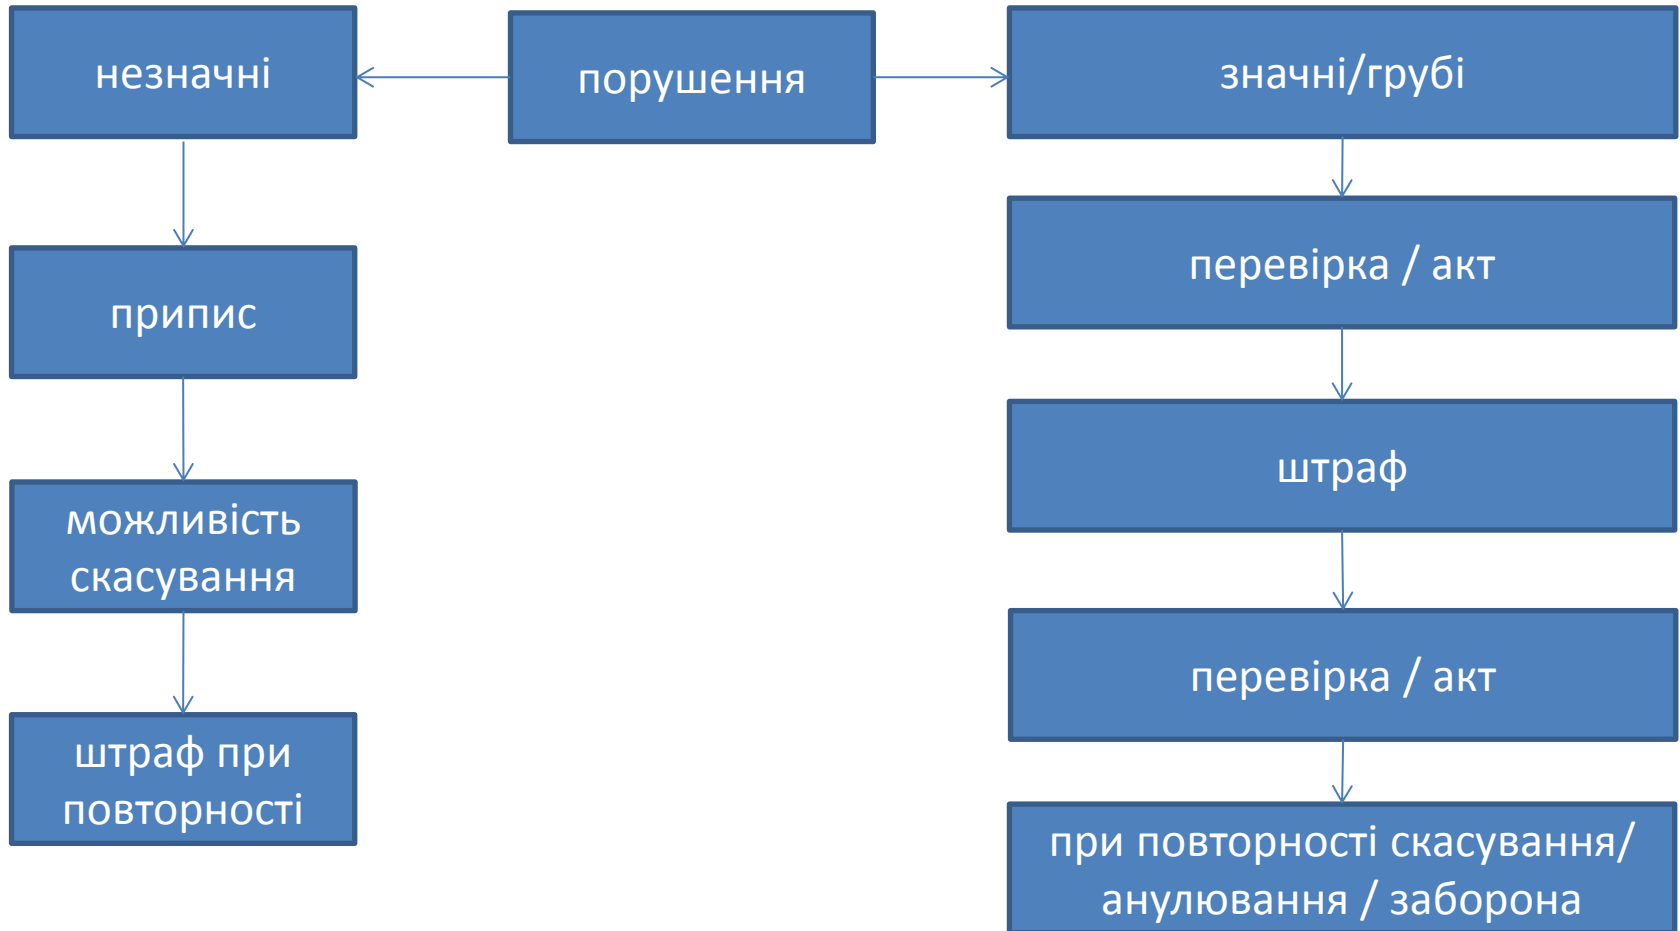 незначні
порушення
значні/грубі
припис
можливість
скасування
штраф при
повторності
перевірка / акт
штраф
перевірка / акт
при повторності скасування/
анулювання / заборона